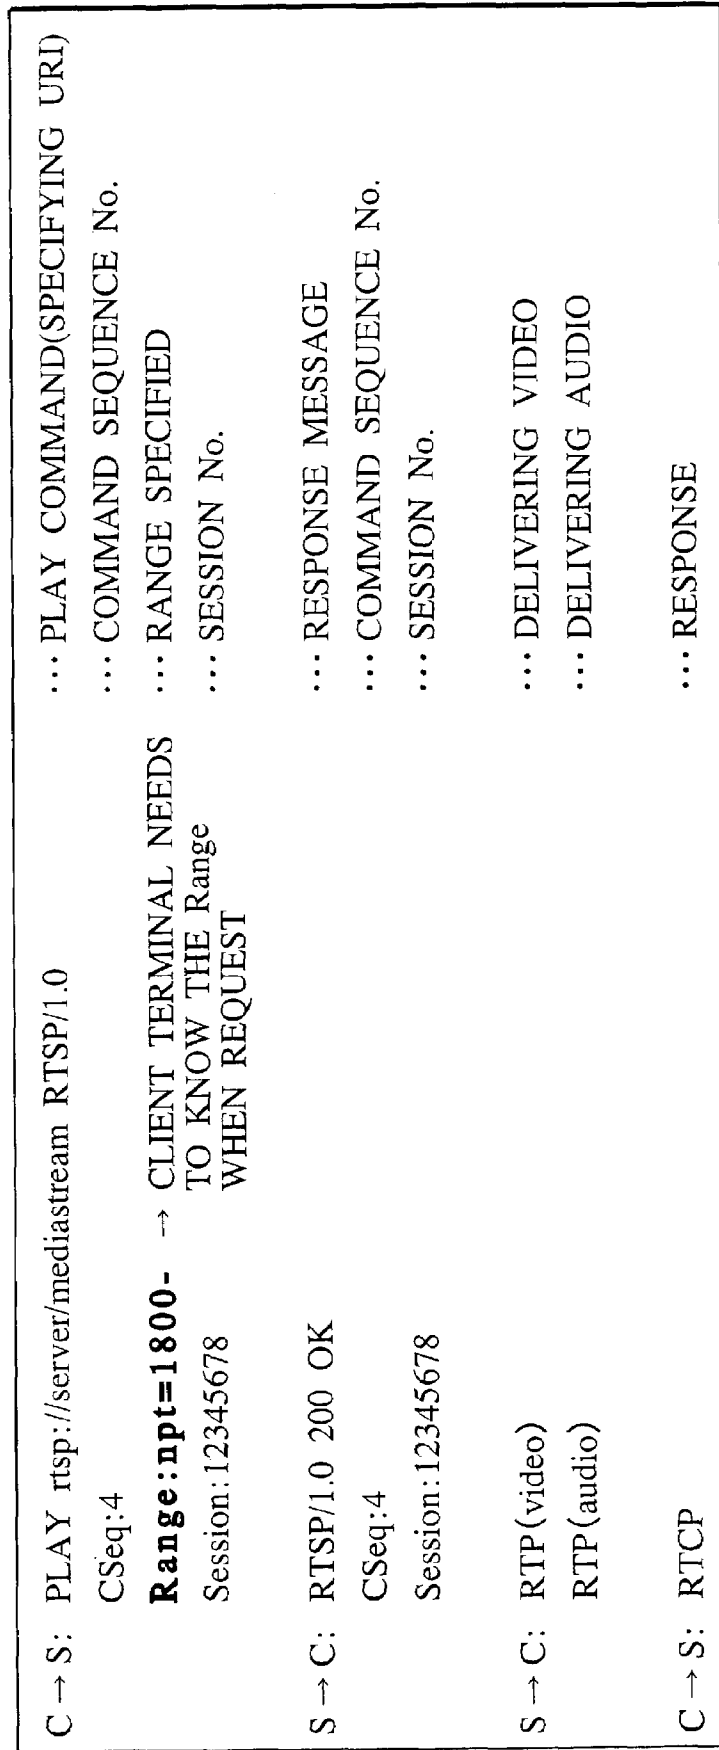 C → S: PLAY rtsp://server/mediastream RTSP/1.0 ... PLAY COMMAND(SPECIFYING URI)
CSeq:4 ... COMMAND SEQUENCE No.
Range:npt=1800- → CLIENT TERMINAL NEEDS ... RANGE SPECIFIED
TO KNOW THE Range
Session:12345678 ... SESSION No.
WHEN REQUEST
S → C: RTSP/1.0 200 OK ... RESPONSE MESSAGE
CSeq:4 ... COMMAND SEQUENCE No.
Session:12345678 ... SESSION No.
S → C: RTP(video) ... DELIVERING VIDEO
RTP(audio) ... DELIVERING AUDIO
C → S: RTCP ... RESPONSE